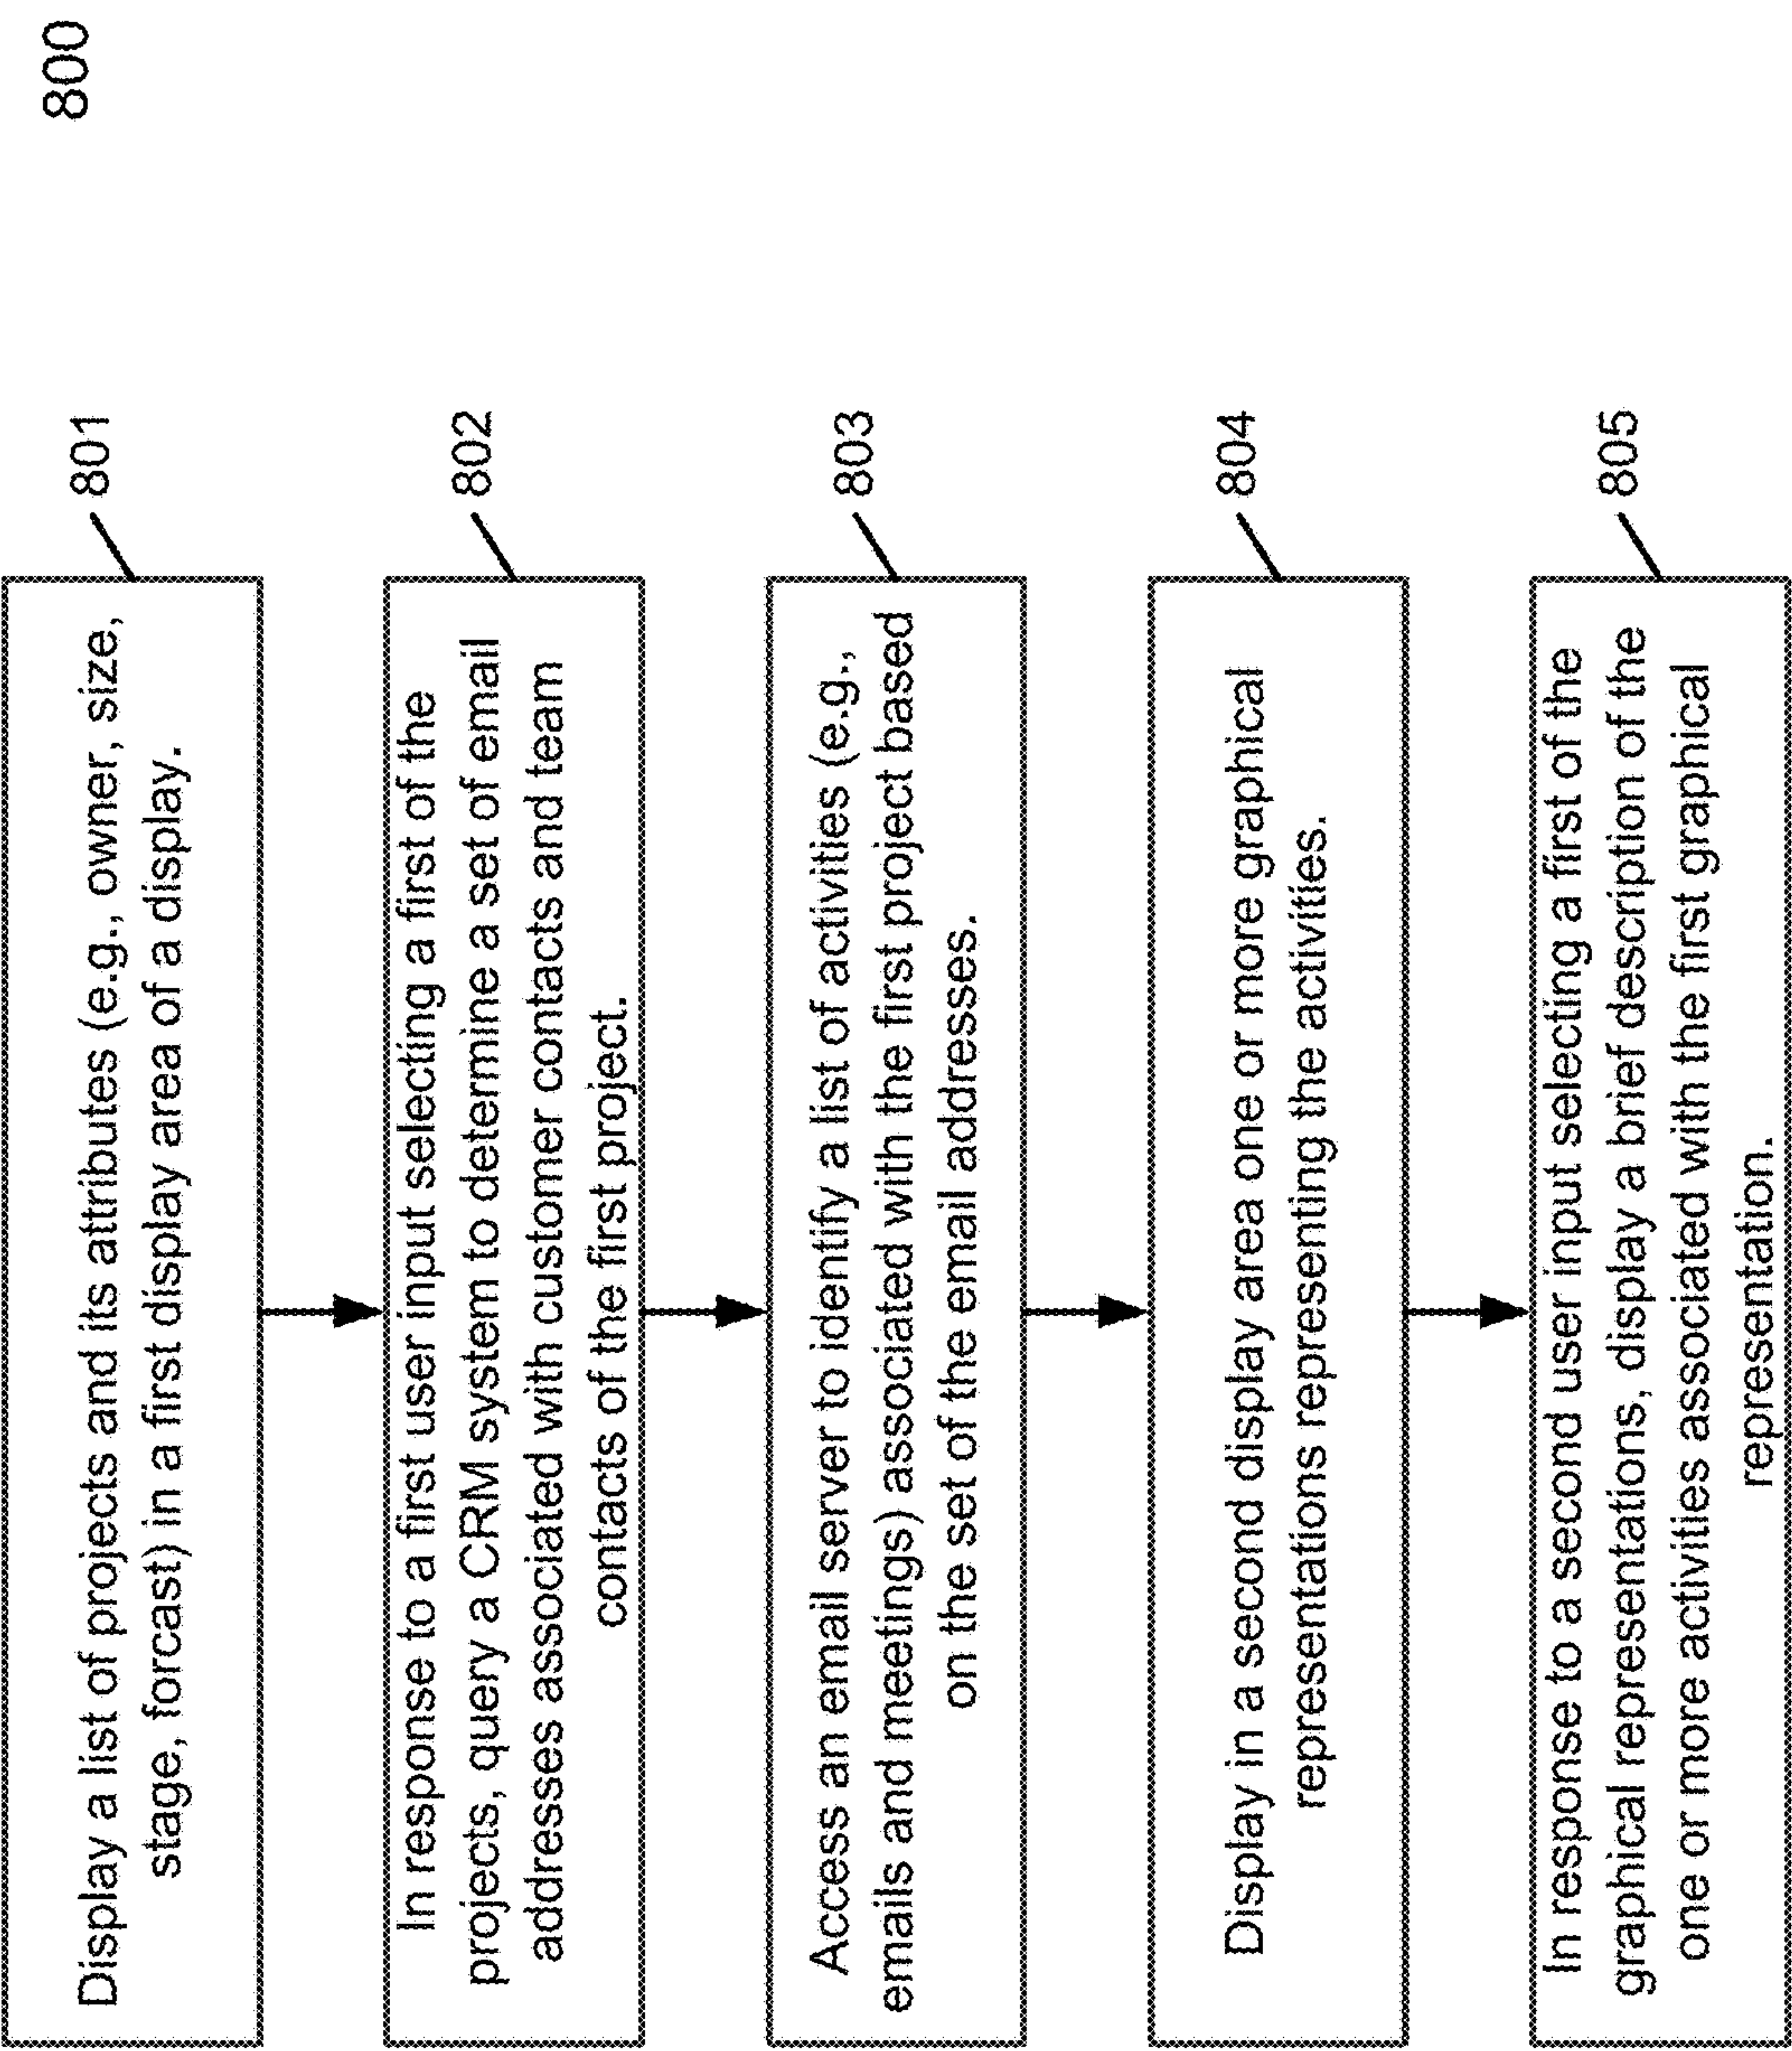 800
Display a list of projects and its attributes (e.g., owner, size,
stage, forcast) in a first display area of a display.
801
In response to a first user input selecting a first of the
projects, query a CRM system to determine a set of email
addresses associated with customer contacts and team
contacts of the first project.
802
Access an email server to identify a list of activities (e.g.,
emails and meetings) associated with the first project based
on the set of the email addresses.
803
Display in a second display area one or more graphical
representations representing the activities.
804
In response to a second user input selecting a first of the
graphical representations, display a brief description of the
one or more activities associated with the first graphical
representation.
805